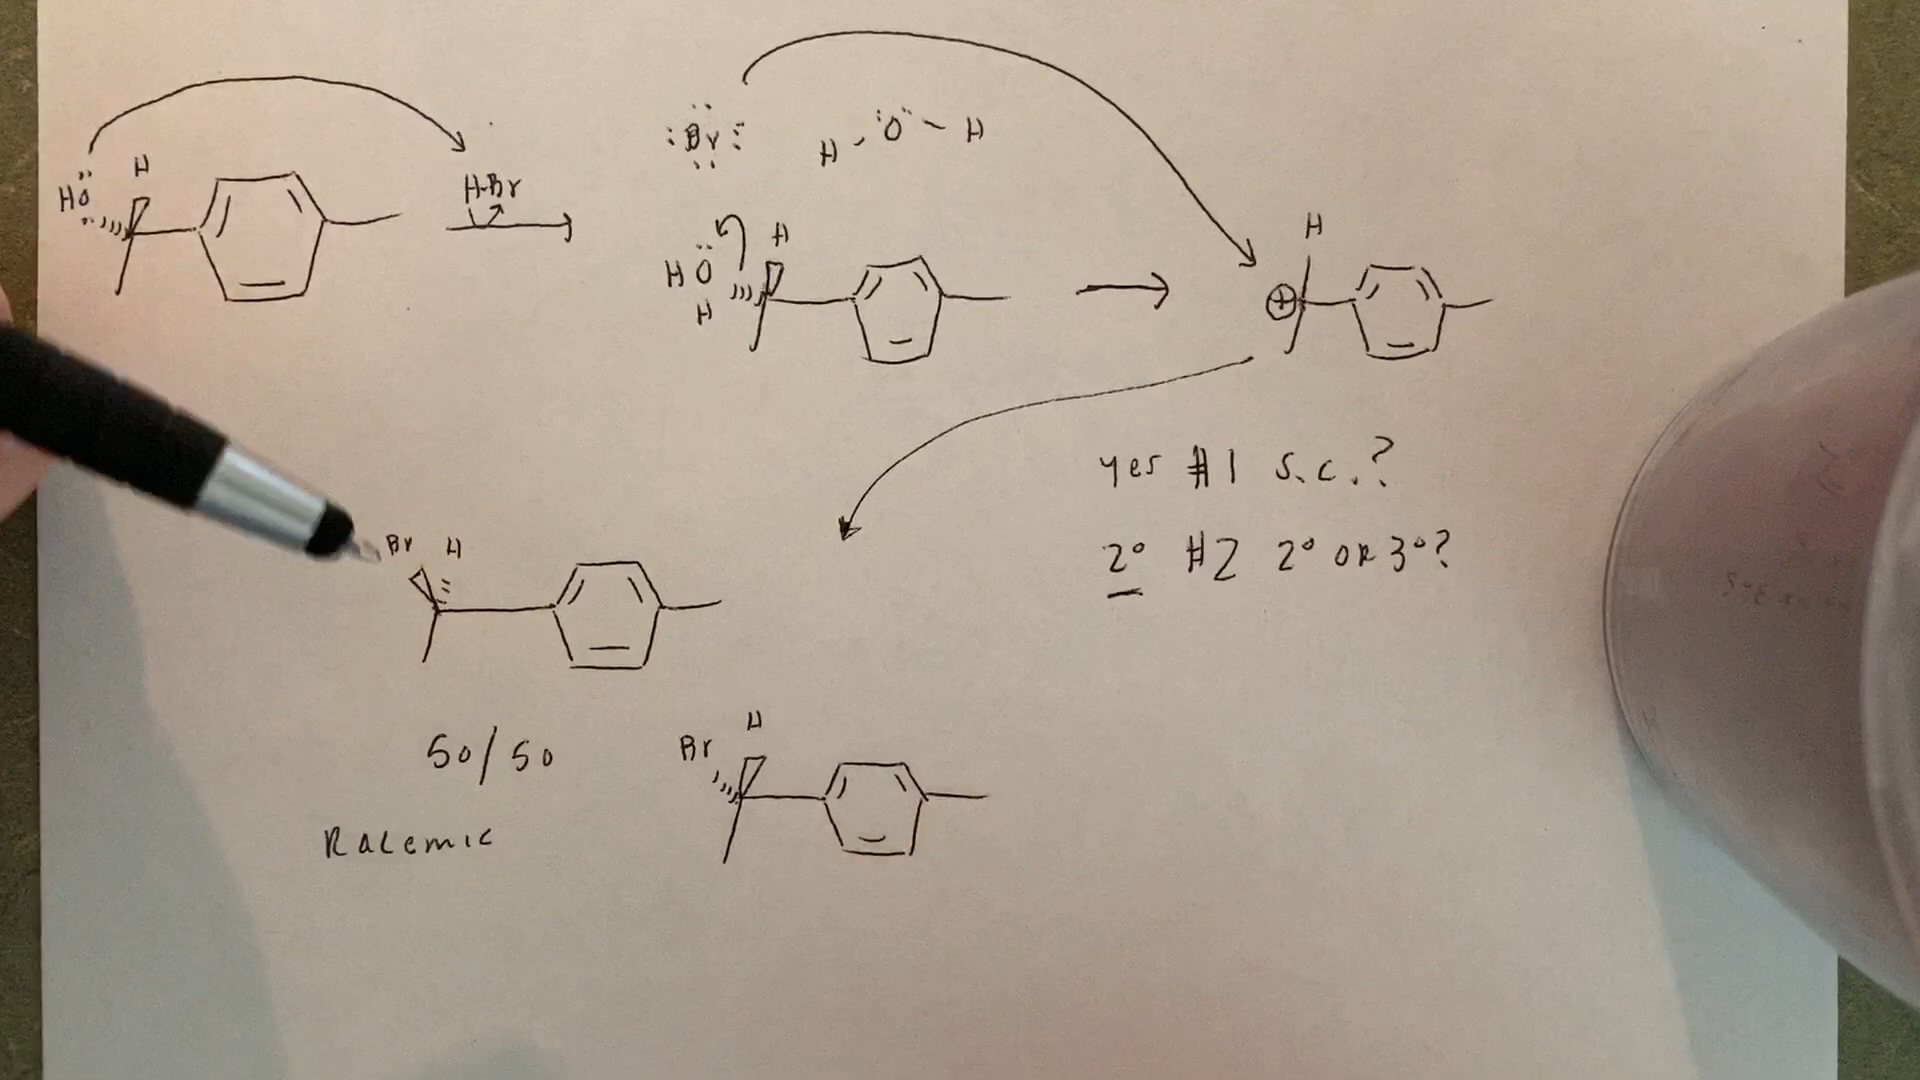 HO H
H-Br
:Br:
H - O - H
H
HO
H
H
⊕
yes #1 s.c.?
2° #2 2° or 3°?
Br H
50/50
Br H
Racemic